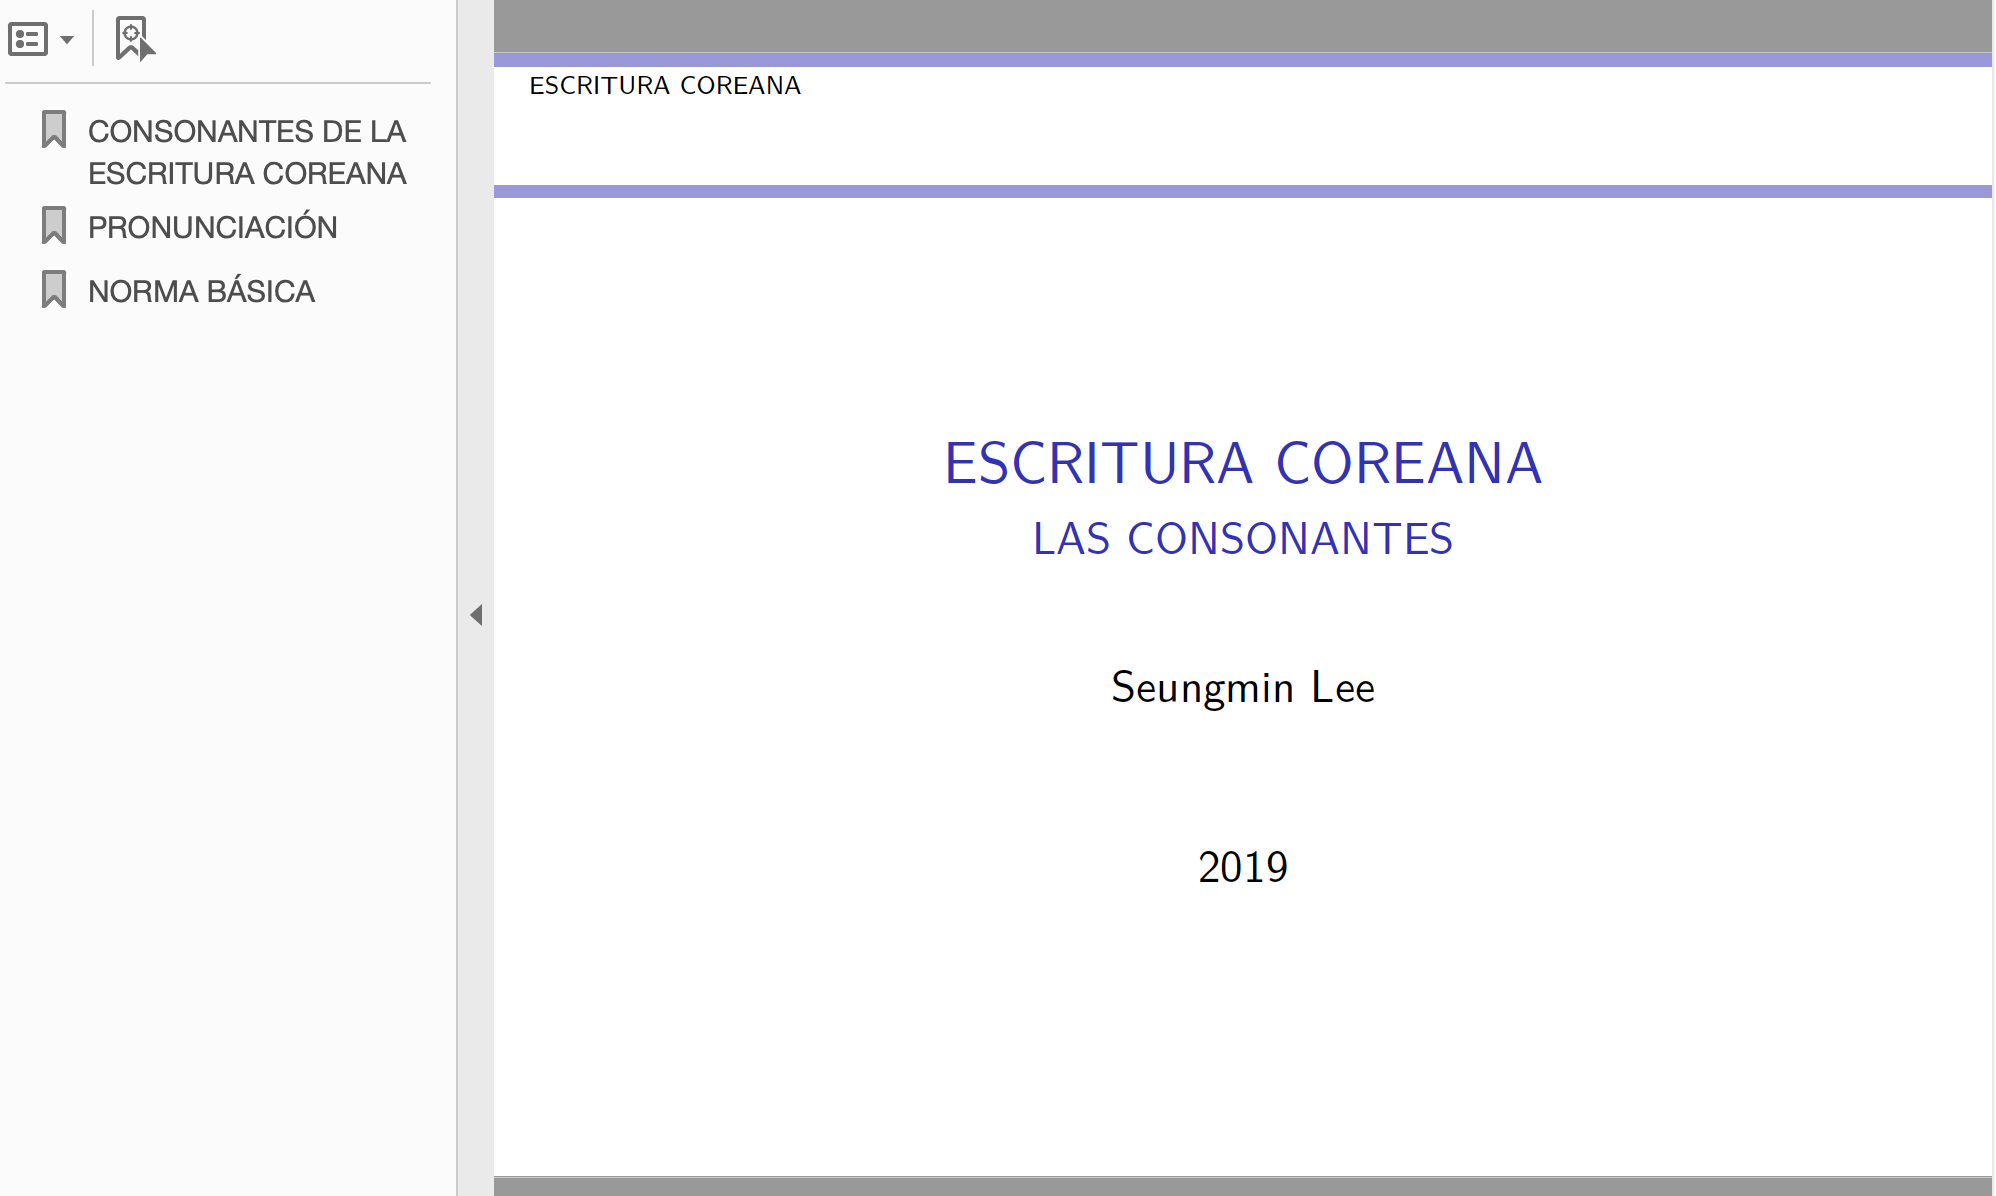 CONSONANTES DE LA
ESCRITURA COREANA
PRONUNCIACIÓN
NORMA BÁSICA
ESCRITURA COREANA
ESCRITURA COREANA
LAS CONSONANTES
Seungmin Lee
2019